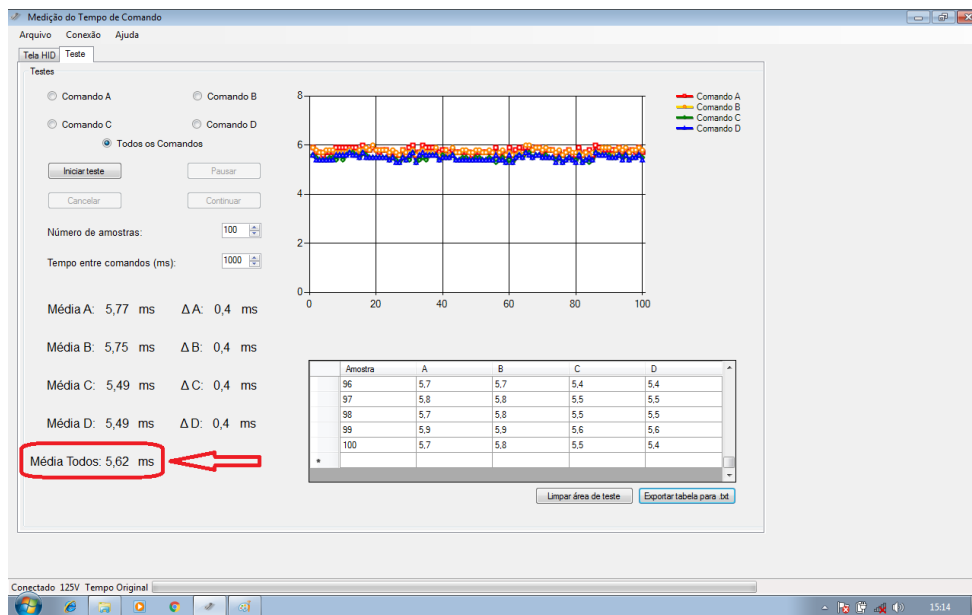 Medição do Tempo de Comando
Arquivo Conexão Ajuda
Tela HID Teste
Testes
Comando A Comando B
Comando C Comando D
Todos os Comandos
Iniciar teste Pausar
Cancelar Continuar
Número de amostras: 100
Tempo entre comandos (ms): 1000
Média A: 5,77 ms Δ A: 0,4 ms
Média B: 5,75 ms Δ B: 0,4 ms
Média C: 5,49 ms Δ C: 0,4 ms
Média D: 5,49 ms Δ D: 0,4 ms
Média Todos: 5,62 ms
8
6
4
2
0
0 20 40 60 80 100
Comando A
Comando B
Comando C
Comando D
Amostra A B C D
96 5,7 5,7 5,4 5,4
97 5,8 5,8 5,5 5,5
98 5,7 5,8 5,5 5,5
99 5,9 5,9 5,6 5,6
100 5,7 5,8 5,5 5,4
*
Limpar área de teste Exportar tabela para .txt
Conectado 125V Tempo Original
15:14